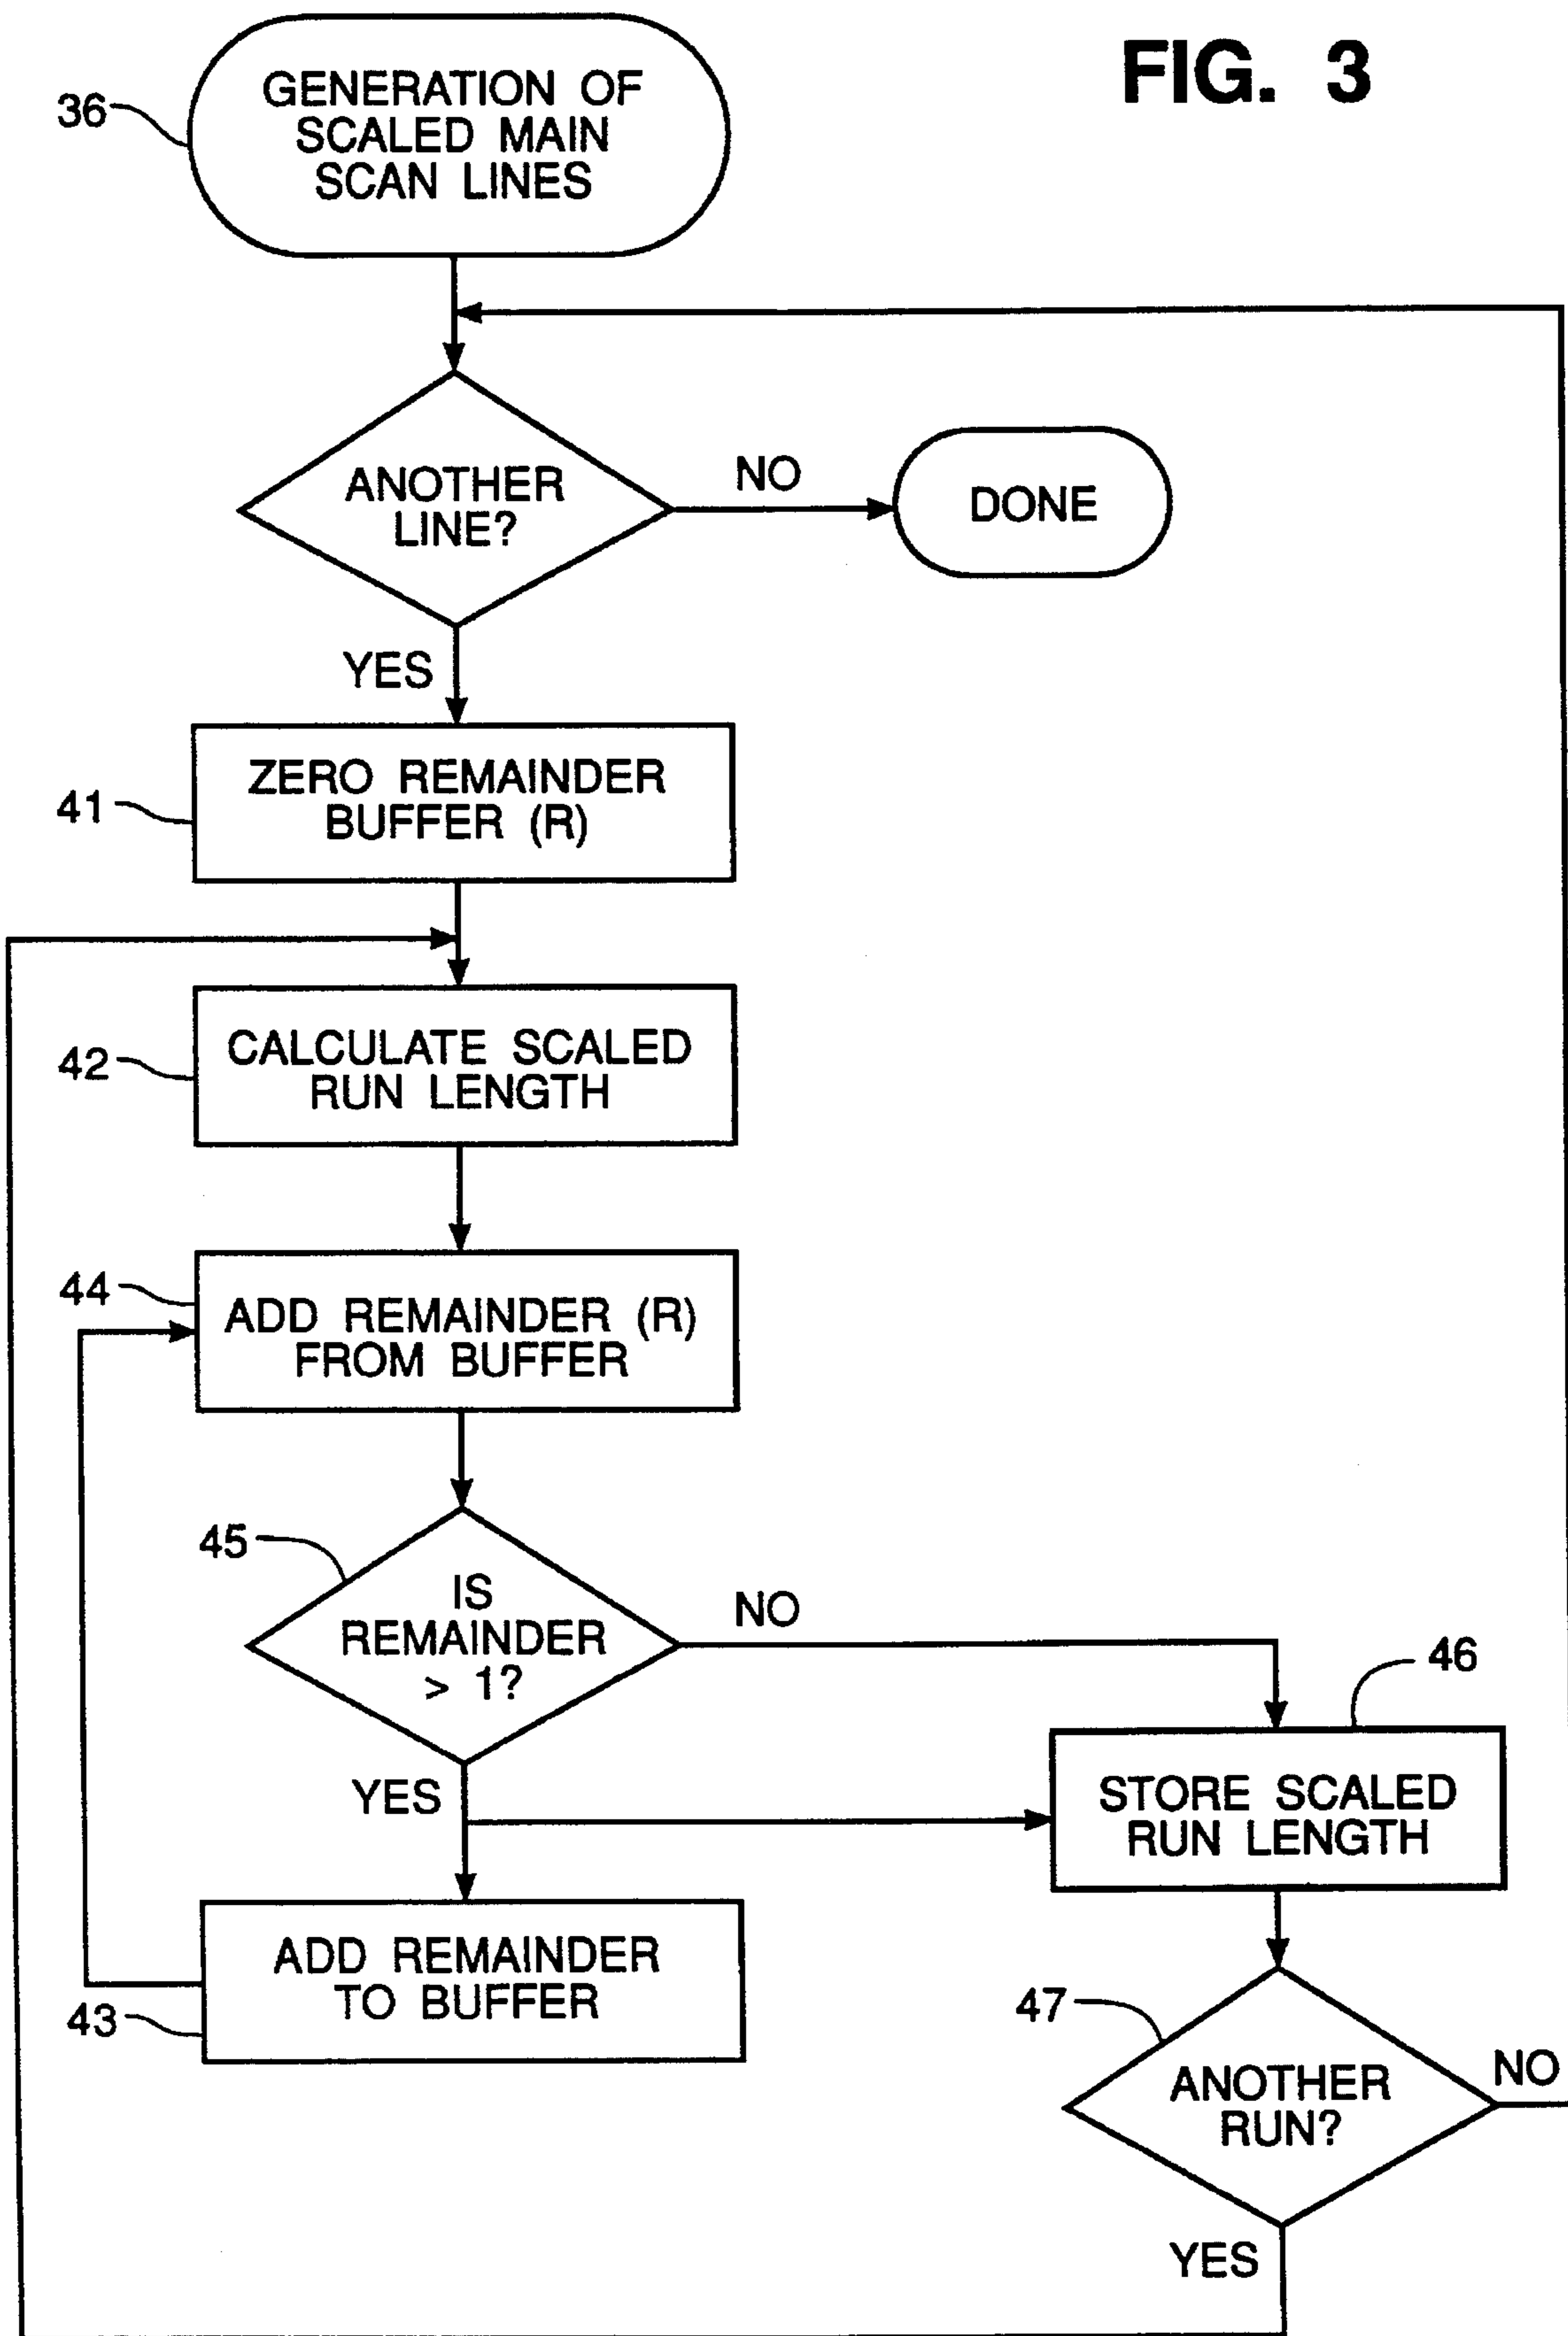 FIG. 3
36
GENERATION OF
SCALED MAIN
SCAN LINES
ANOTHER
LINE?
NO
DONE
YES
41
ZERO REMAINDER
BUFFER (R)
42
CALCULATE SCALED
RUN LENGTH
44
ADD REMAINDER (R)
FROM BUFFER
45
IS
REMAINDER
> 1?
NO
YES
46
STORE SCALED
RUN LENGTH
43
ADD REMAINDER
TO BUFFER
47
ANOTHER
RUN?
NO
YES